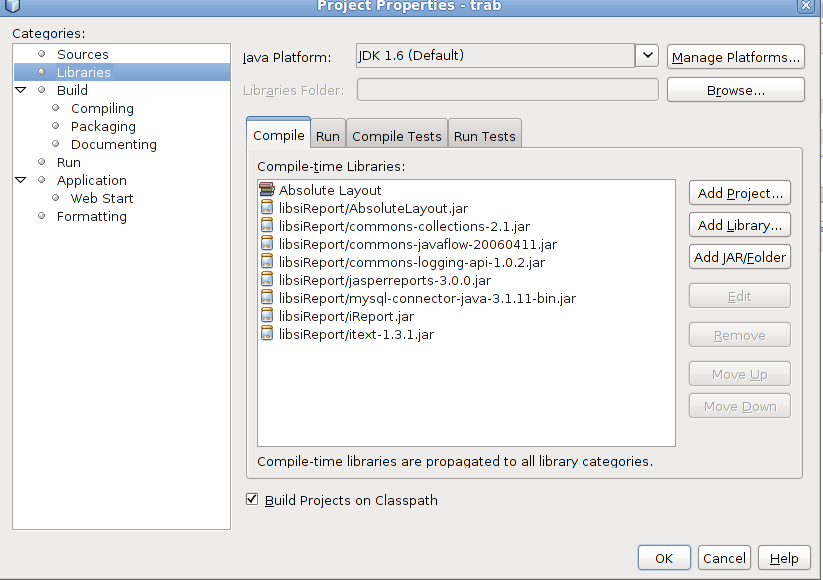 Project Properties - trab
Categories:
Sources
Libraries
Build
Compiling
Packaging
Documenting
Run
Application
Web Start
Formatting
Java Platform:
JDK 1.6 (Default)
Manage Platforms...
Libraries Folder:
Browse...
Compile
Run
Compile Tests
Run Tests
Compile-time Libraries:
Absolute Layout
libsiReport/AbsoluteLayout.jar
libsiReport/commons-collections-2.1.jar
libsiReport/commons-javaflow-20060411.jar
libsiReport/commons-logging-api-1.0.2.jar
libsiReport/jasperreports-3.0.0.jar
libsiReport/mysql-connector-java-3.1.11-bin.jar
libsiReport/iReport.jar
libsiReport/itext-1.3.1.jar
Add Project...
Add Library...
Add JAR/Folder
Edit
Remove
Move Up
Move Down
Compile-time libraries are propagated to all library categories.
Build Projects on Classpath
OK
Cancel
Help